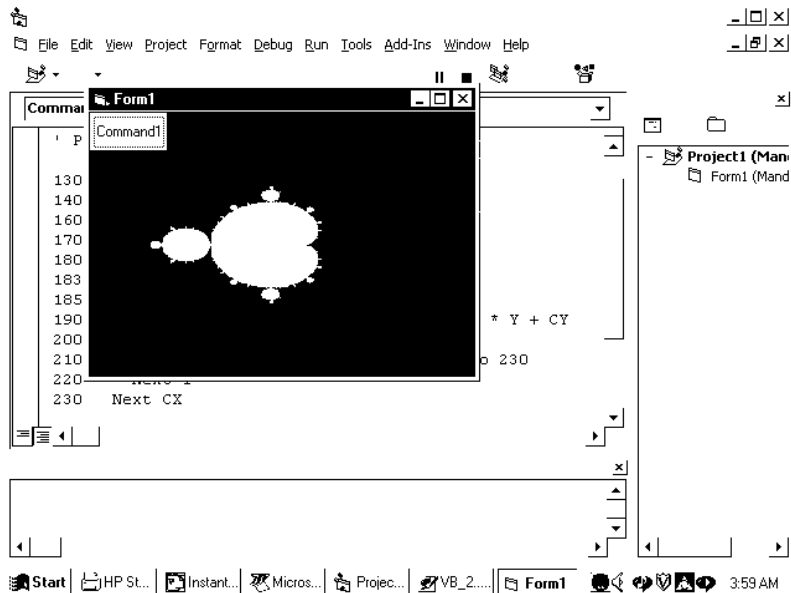 File Edit View Project Format Debug Run Tools Add-Ins Window Help
Form1
Command1
' P
130
140
160
170
180
183
185
190 * Y + CY
200
210 o 230
220
230 Next CX
Project1 (Man
Form1 (Mand
Start HP St... Instant... Micros... Projec... VB_2..... Form1 3:59 AM